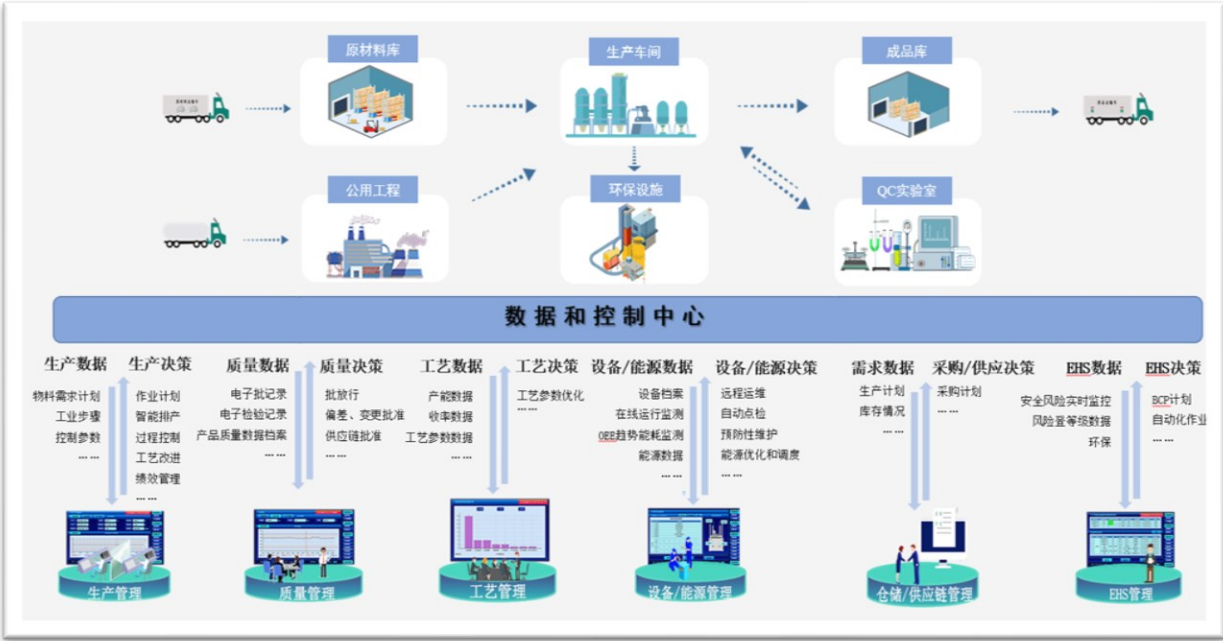 原材料库
生产车间
成品库
公用工程
环保设施
QC实验室
数据和控制中心
生产数据
物料需求计划
工业步骤
控制参数
… …
生产决策
作业计划
智能排产
过程控制
工艺改进
绩效管理
… …
质量数据
电子批记录
电子检验记录
产品质量数据档案
… …
质量决策
批放行
偏差、变更批准
供应链批准
… …
工艺数据
产能数据
收率数据
工艺参数数据
… …
工艺决策
工艺参数优化
… …
设备/能源数据
设备档案
在线运行监测
OEE趋势能耗监测
能源数据
… …
设备/能源决策
远程运维
自动点检
预防性维护
能源优化和调度
… …
需求数据
生产计划
库存情况
… …
采购/供应决策
采购计划
… …
EHS数据
安全风险实时监控
风险查等级数据
环保
EHS决策
BCP计划
自动化作业
… …
生产管理
质量管理
工艺管理
设备/能源管理
仓储/供应链管理
EHS管理